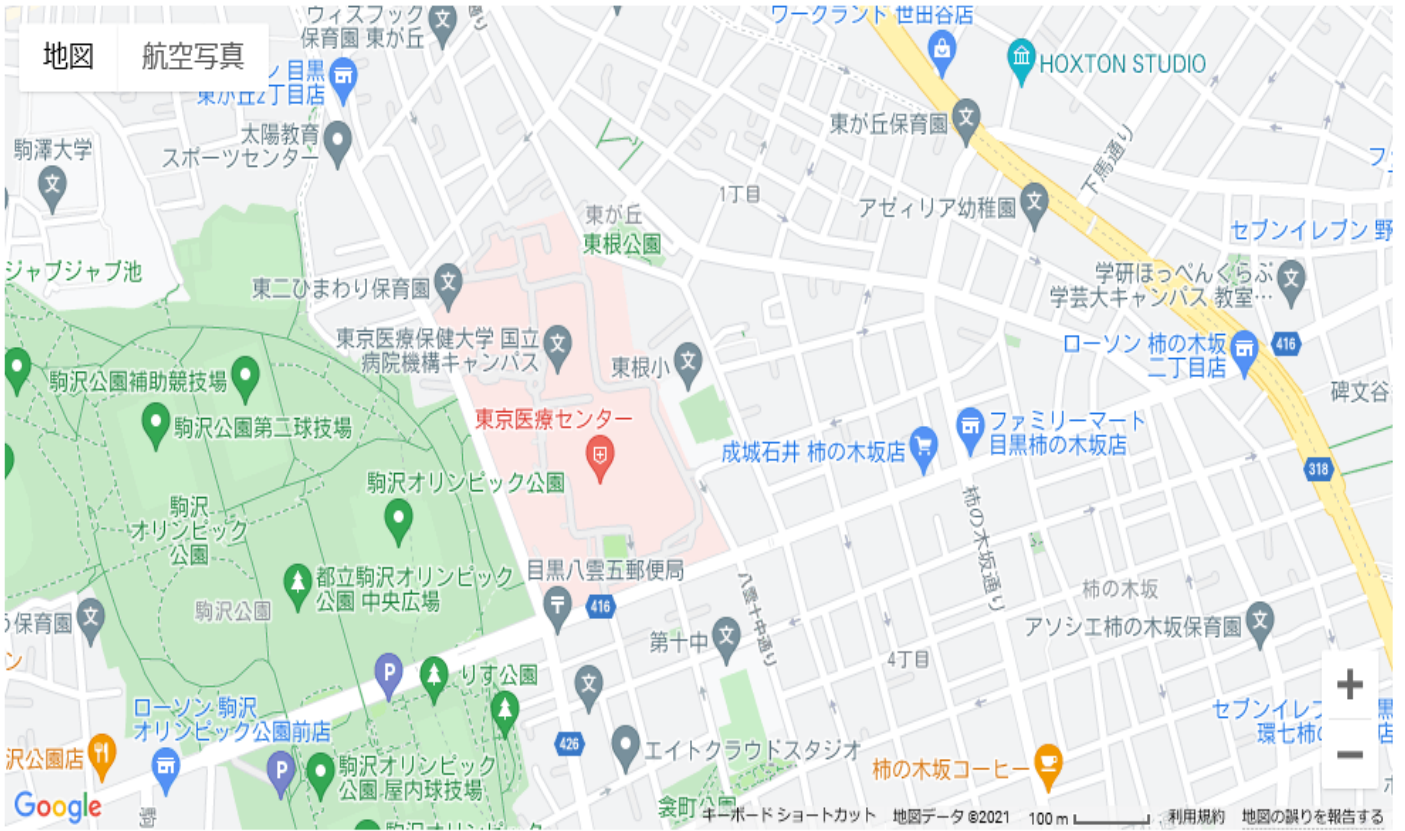 ウィスフック
保育園 東が丘
ワークランド 世田谷店
地図
航空写真
HOXTON STUDIO
ン 目黒
東が丘2丁目店
東が丘保育園
太陽教育
スポーツセンター
駒澤大学
下馬通り
1丁目
アゼィリア幼稚園
東が丘
東根公園
セブンイレブン 野
ジャブジャブ池
東二ひまわり保育園
学研ほっぺんくらぶ
学芸大キャンパス 教室…
東京医療保健大学 国立
病院機構キャンパス
東根小
ローソン 柿の木坂
二丁目店
416
駒沢公園補助競技場
碑文谷
駒沢公園第二球技場
東京医療センター
ファミリーマート
目黒柿の木坂店
成城石井 柿の木坂店
318
駒沢オリンピック公園
駒沢
オリンピック
公園
柿の木坂通り
目黒八雲五郵便局
都立駒沢オリンピック
公園 中央広場
416
駒沢公園
柿の木坂
う保育園
アソシエ柿の木坂保育園
第十中
八雲十中通り
4丁目
ン
P
りす公園
ローソン 駒沢
オリンピック公園前店
セブンイレブ
黒
環七柿の
店
426
エイトクラウドスタジオ
沢公園店
P
駒沢オリンピック
公園 屋内球技場
柿の木坂コーヒー
Google
駒
衾町公園
駒沢オリンピック
キーボード ショートカット
地図データ ©2021
100 m
利用規約
地図の誤りを報告する